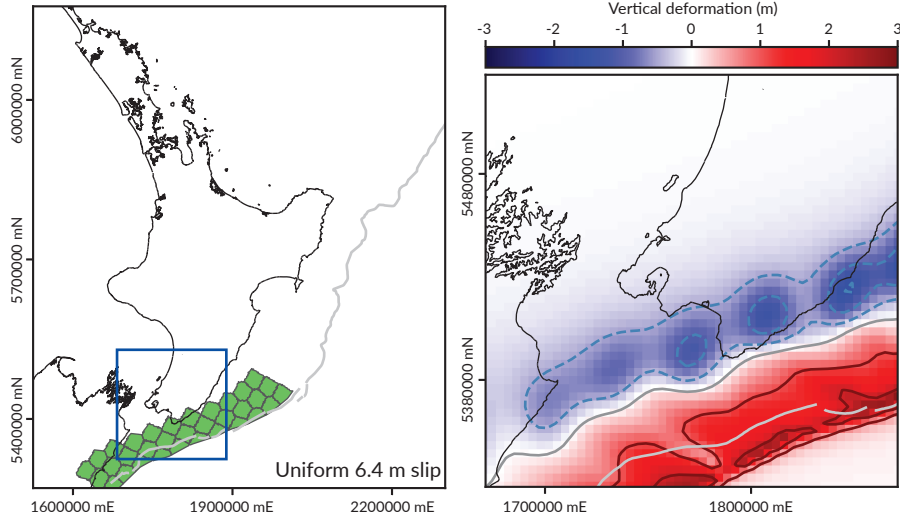 Vertical deformation (m)
-3 -2 -1 0 1 2 3
6000000 mN
5700000 mN
5400000 mN
5480000 mN
5380000 mN
Uniform 6.4 m slip
1600000 mE 1900000 mE 2200000 mE
1700000 mE 1800000 mE